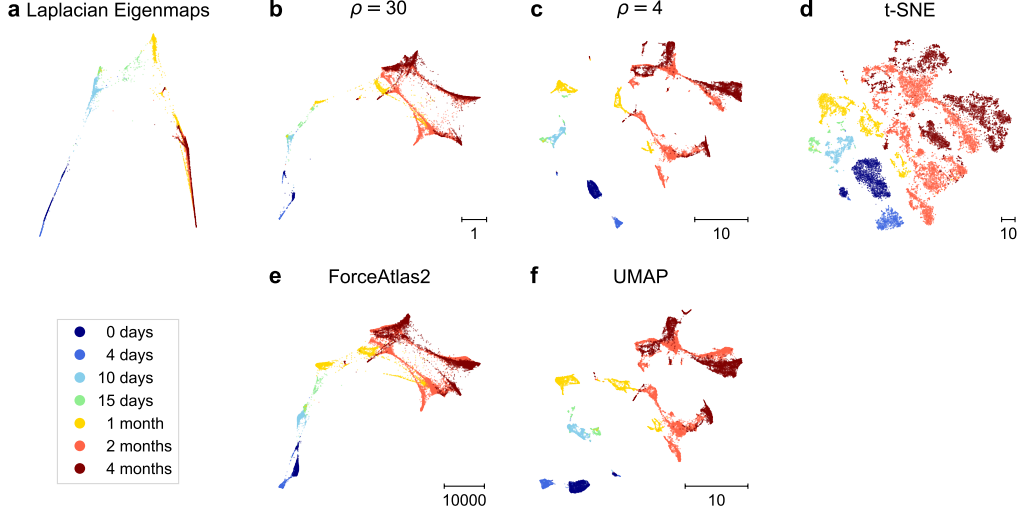 a Laplacian Eigenmaps
b ρ = 30
c ρ = 4
d t-SNE
1
10
10
e ForceAtlas2
f UMAP
0 days
4 days
10 days
15 days
1 month
2 months
4 months
10000
10